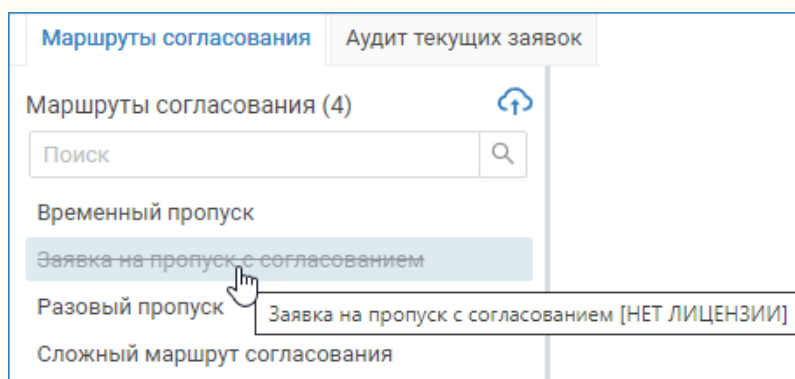 Маршруты согласования Аудит текущих заявок
Маршруты согласования (4)
Поиск
Временный пропуск
Заявка на пропуск с согласованием
Разовый пропуск
Заявка на пропуск с согласованием [НЕТ ЛИЦЕНЗИИ]
Сложный маршрут согласования